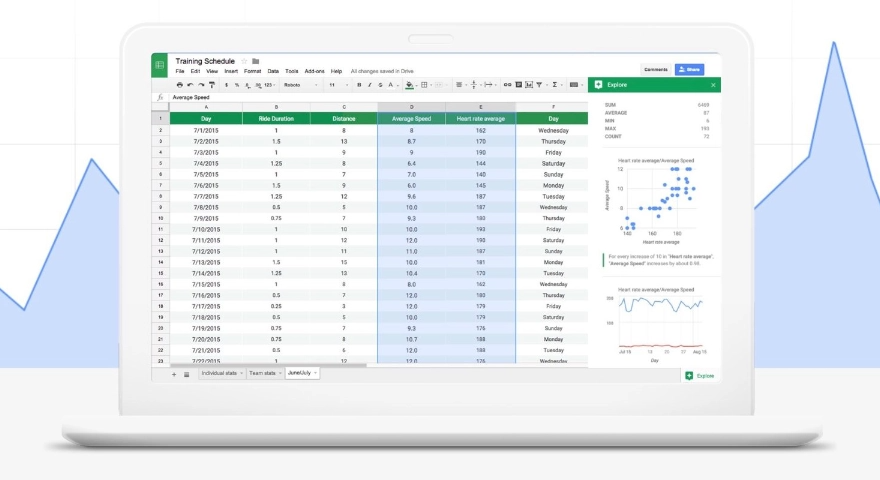 Training Schedule
File Edit View Insert Format Data Tools Add-ons Help All changes saved in Drive
Comments Share
$ % .0 .00 123 Roboto 11 B I S A
fx Average Speed
Explore
A B C D E F
1 Day Ride Duration Distance Average Speed Heart rate average Day
2 7/1/2015 1 8 8 162 Wednesday
3 7/2/2015 1.5 13 8.7 170 Thursday
4 7/3/2015 1 9 9 190 Friday
5 7/4/2015 1.25 8 6.4 144 Saturday
6 7/5/2015 1 7 7.0 140 Sunday
7 7/6/2015 1.5 9 6.0 145 Monday
8 7/7/2015 1.25 12 9.6 187 Tuesday
9 7/8/2015 0.5 5 10.0 187 Wednesday
10 7/9/2015 0.75 7 9.3 180 Thursday
11 7/10/2015 1 10 10.0 193 Friday
12 7/11/2015 1 12 12.0 190 Saturday
13 7/12/2015 1 11 11.0 187 Sunday
14 7/13/2015 1.5 13 10.0 181 Monday
15 7/14/2015 1.25 13 10.4 170 Tuesday
16 7/15/2015 1 8 8.0 162 Wednesday
17 7/16/2015 0.5 7 12.0 180 Thursday
18 7/17/2015 0.25 3 12.0 179 Friday
19 7/18/2015 0.5 5 10.0 179 Saturday
20 7/19/2015 0.75 7 9.3 176 Sunday
21 7/20/2015 0.75 8 10.7 188 Monday
22 7/21/2015 0.5 6 12.0 188 Tuesday
23 7/22/2015 1 12 12.0 176 Wednesday
Individual stats Team stats June/July
SUM 6469
AVERAGE 87
MIN 6
MAX 193
COUNT 72
Heart rate average/Average Speed
Average Speed
12
10
8
6
140 160 180
Heart rate average
For every increase of 10 in "Heart rate average",
"Average Speed" increases by about 0.98.
Heart rate average/Average Speed
Jul 15 Aug 15
Day
Explore